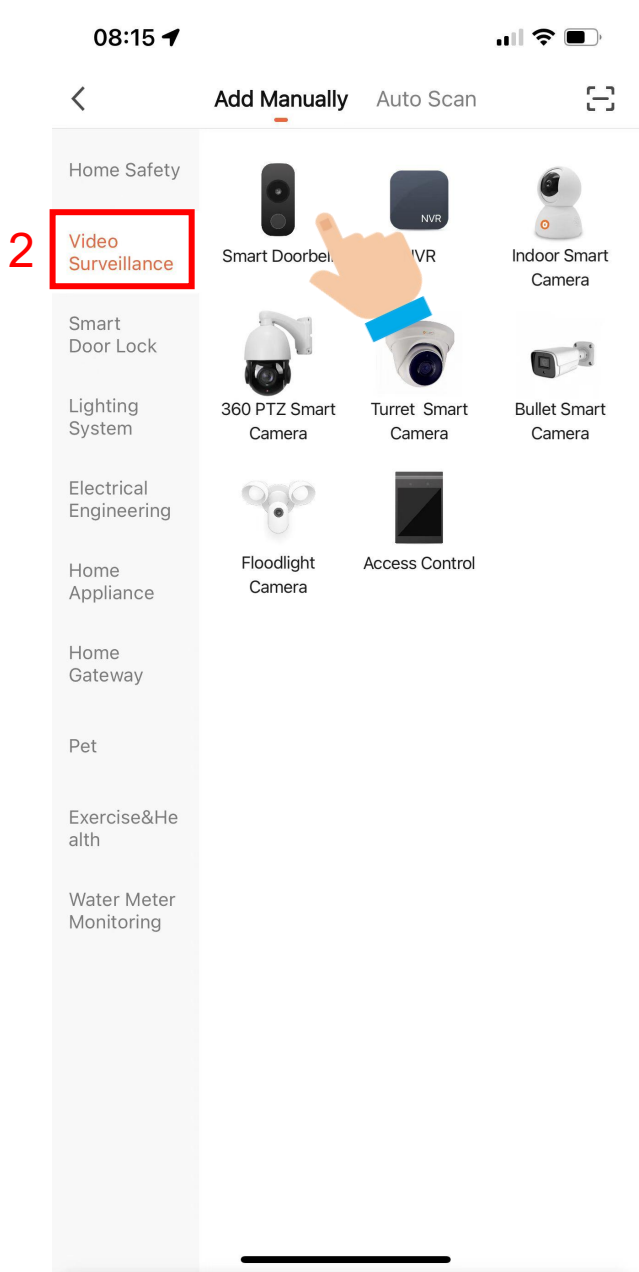 08:15
Add Manually Auto Scan
Home Safety
2
Video
Surveillance
Smart
Door Lock
Lighting
System
Electrical
Engineering
Home
Appliance
Home
Gateway
Pet
Exercise&He
alth
Water Meter
Monitoring
NVR
Smart Doorbell
VR
Indoor Smart
Camera
360 PTZ Smart
Camera
Turret Smart
Camera
Bullet Smart
Camera
Floodlight
Camera
Access Control